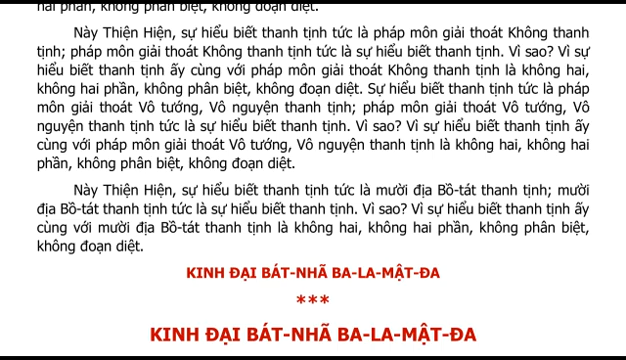 hai phần, không phân biệt, không đoạn diệt.
Này Thiện Hiện, sự hiểu biết thanh tịnh tức là pháp môn giải thoát Không thanh
tịnh; pháp môn giải thoát Không thanh tịnh tức là sự hiểu biết thanh tịnh. Vì sao? Vì sự
hiểu biết thanh tịnh ấy cùng với pháp môn giải thoát Không thanh tịnh là không hai,
không hai phần, không phân biệt, không đoạn diệt. Sự hiểu biết thanh tịnh tức là pháp
môn giải thoát Vô tướng, Vô nguyện thanh tịnh; pháp môn giải thoát Vô tướng, Vô
nguyện thanh tịnh tức là sự hiểu biết thanh tịnh. Vì sao? Vì sự hiểu biết thanh tịnh ấy
cùng với pháp môn giải thoát Vô tướng, Vô nguyện thanh tịnh là không hai, không hai
phần, không phân biệt, không đoạn diệt.
Này Thiện Hiện, sự hiểu biết thanh tịnh tức là mười địa Bồ-tát thanh tịnh; mười
địa Bồ-tát thanh tịnh tức là sự hiểu biết thanh tịnh. Vì sao? Vì sự hiểu biết thanh tịnh ấy
cùng với mười địa Bồ-tát thanh tịnh là không hai, không hai phần, không phân biệt,
không đoạn diệt.
KINH ĐẠI BÁT-NHÃ BA-LA-MẬT-ĐA
***
KINH ĐẠI BÁT-NHÃ BA-LA-MẬT-ĐA